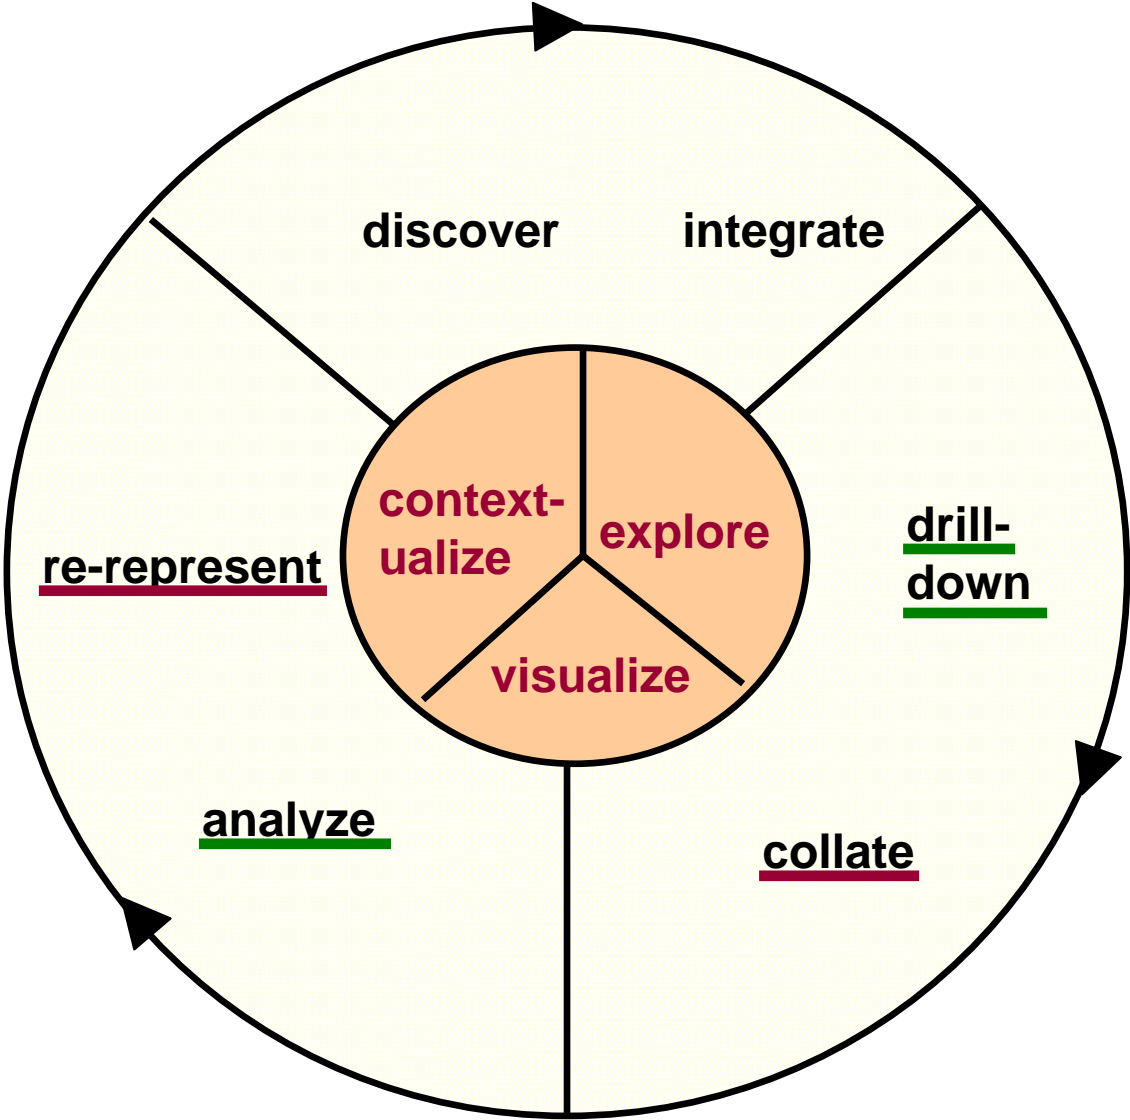 discover integrate
context-
ualize
explore
drill-
down
re-represent
visualize
analyze
collate